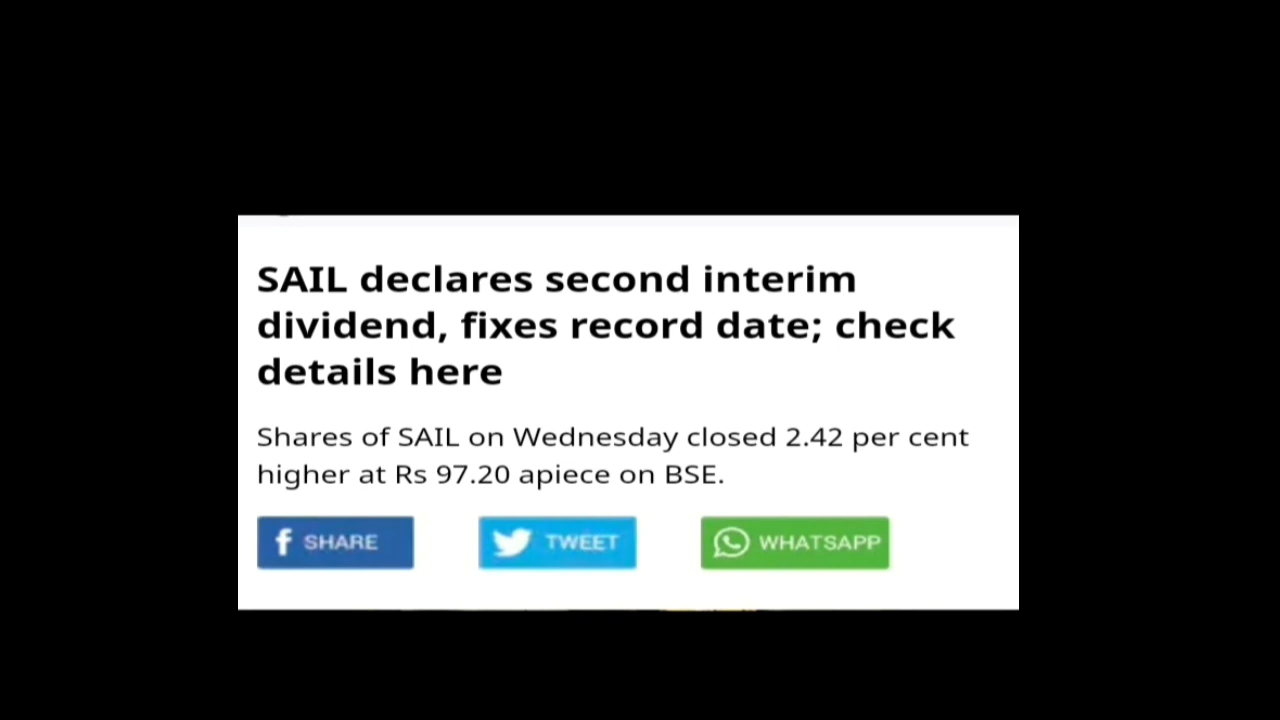 SAIL declares second interim
dividend, fixes record date; check
details here
Shares of SAIL on Wednesday closed 2.42 per cent
higher at Rs 97.20 apiece on BSE.
f SHARE
TWEET
WHATSAPP